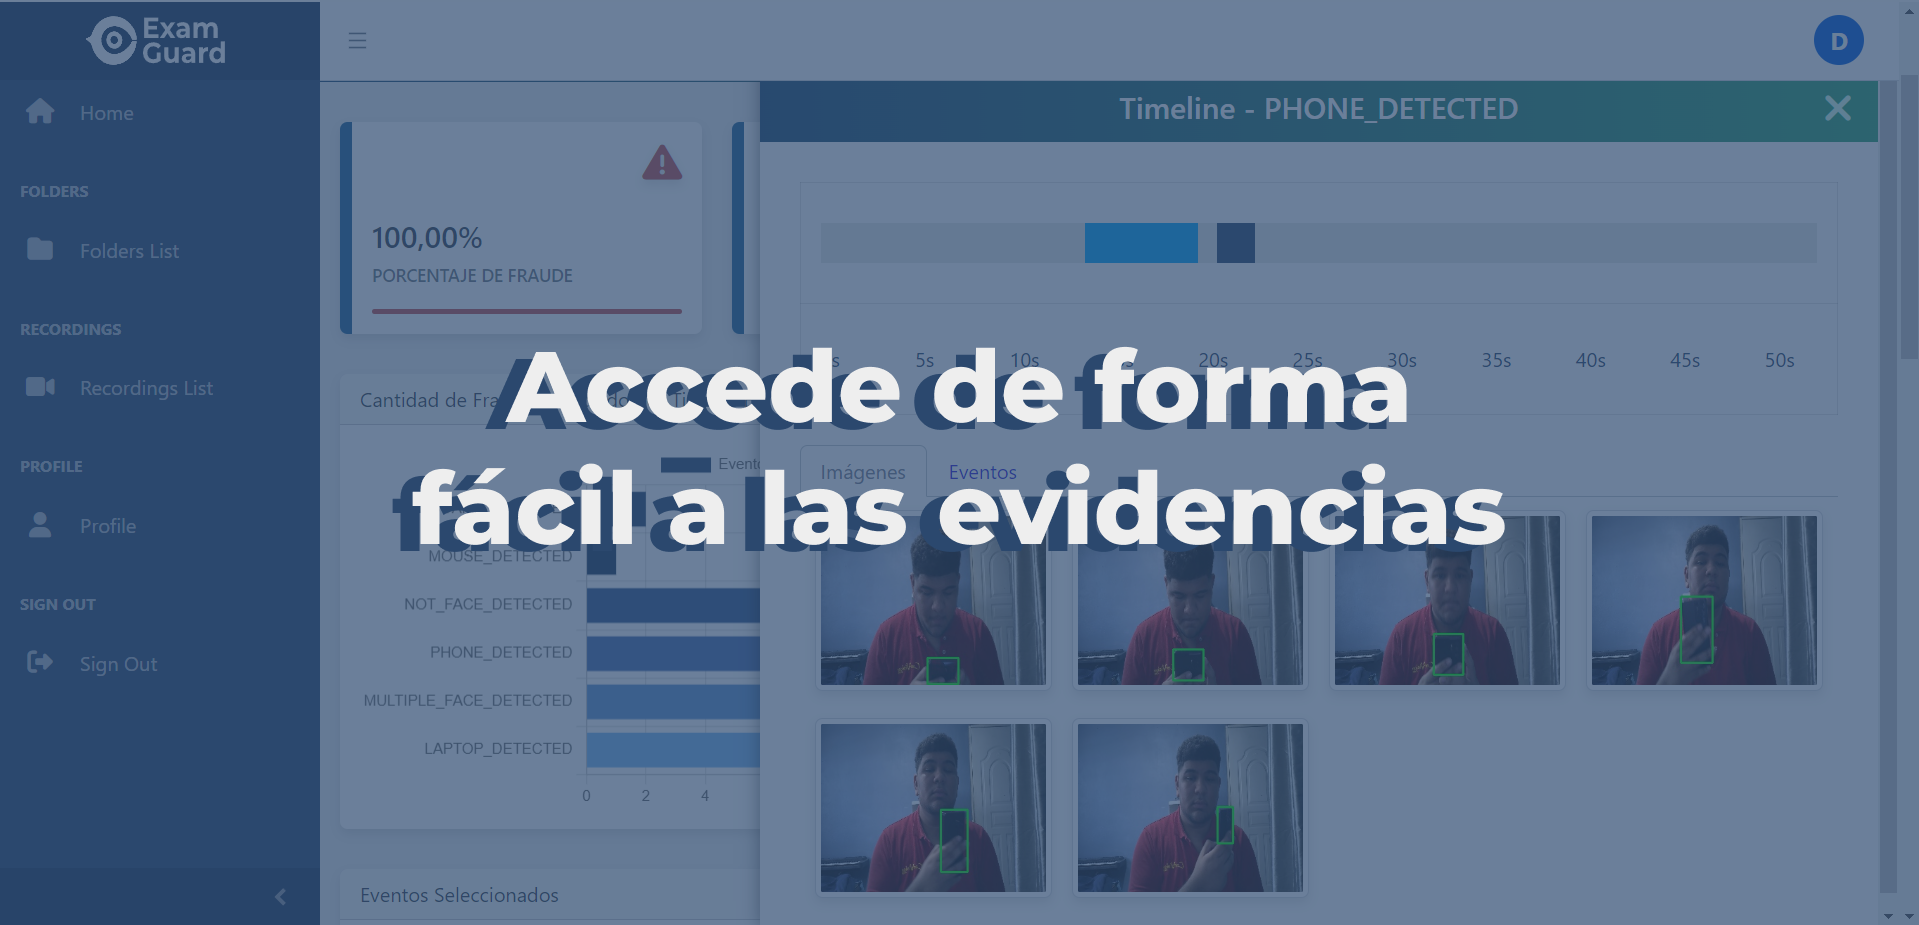 Exam
Guard
D
Home
FOLDERS
Folders List
RECORDINGS
Recordings List
PROFILE
Profile
SIGN OUT
Sign Out
100,00%
PORCENTAJE DE FRAUDE
Timeline - PHONE_DETECTED
5s 10s 20s 25s 30s 35s 40s 45s 50s
Accede de forma
fácil a las evidencias
Cantidad de
Imágenes Eventos
MOUSE_DETECTED
NOT_FACE_DETECTED
PHONE_DETECTED
MULTIPLE_FACE_DETECTED
LAPTOP_DETECTED
0 2 4
Eventos Seleccionados